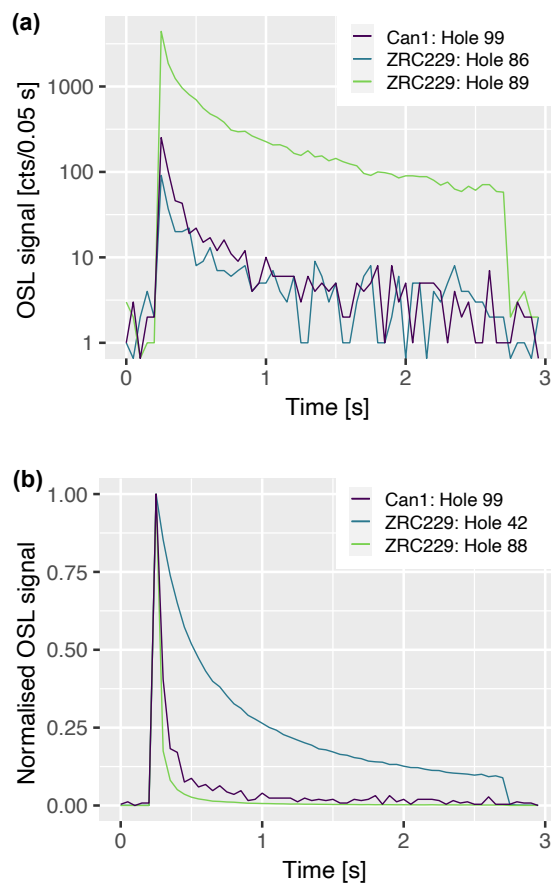 (a)
Can1: Hole 99
ZRC229: Hole 86
ZRC229: Hole 89
OSL signal [cts/0.05 s]
1000
100
10
1
0
1
2
3
Time [s]
(b)
Can1: Hole 99
ZRC229: Hole 42
ZRC229: Hole 88
Normalised OSL signal
1.00
0.75
0.50
0.25
0.00
0
1
2
3
Time [s]